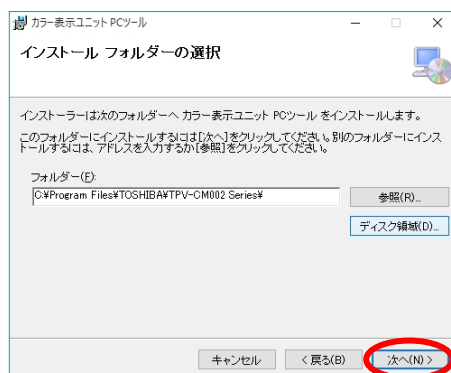 カラー表示ユニット PCツール
インストール フォルダーの選択
インストーラーは次のフォルダーへ カラー表示ユニット PCツール をインストールします。
このフォルダーにインストールするには[次へ]をクリックしてください。別のフォルダーにインス
トールするには、アドレスを入力するか[参照]をクリックしてください。
フォルダー(F):
C:¥Program Files¥TOSHIBA¥TPV-CM002 Series¥
参照(R)...
ディスク領域(D)...
キャンセル
< 戻る(B)
次へ(N) >